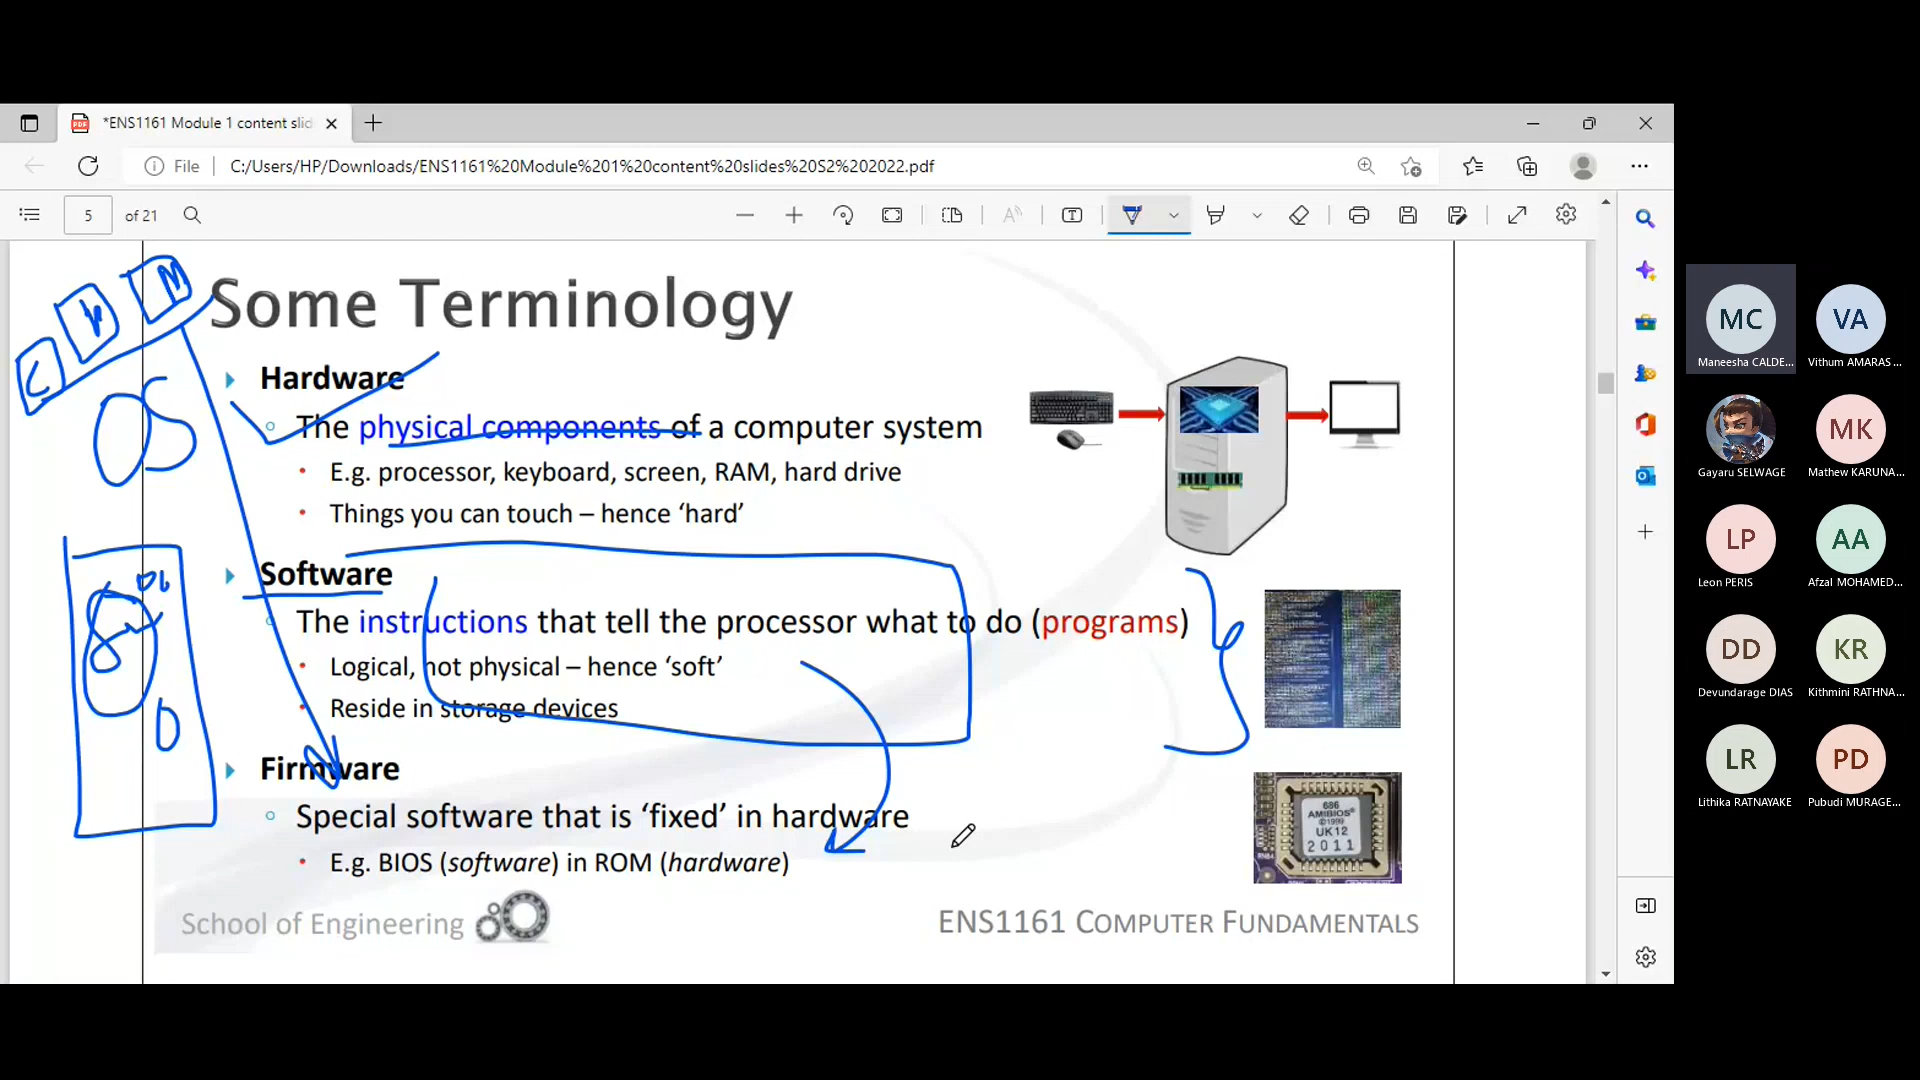 *ENS1161 Module 1 content slid
File
C:/Users/HP/Downloads/ENS1161%20Module%201%20content%20slides%20S2%202022.pdf
5 of 21
Some Terminology
Hardware
The physical components of a computer system
E.g. processor, keyboard, screen, RAM, hard drive
Things you can touch – hence ‘hard’
Software
The instructions that tell the processor what to do (programs)
Logical, not physical – hence ‘soft’
Reside in storage devices
Firmware
Special software that is ‘fixed’ in hardware
E.g. BIOS (software) in ROM (hardware)
686
AMIBIOS
©1999
UK12
2011
School of Engineering
ENS1161 COMPUTER FUNDAMENTALS
OS
MC
Maneesha CALDE...
VA
Vithum AMARAS...
Gayaru SELWAGE
MK
Mathew KARUNA...
LP
Leon PERIS
AA
Afzal MOHAMED...
DD
Devundarage DIAS
KR
Kithmini RATHNA...
LR
Lithika RATNAYAKE
PD
Pubudi MURAGE...